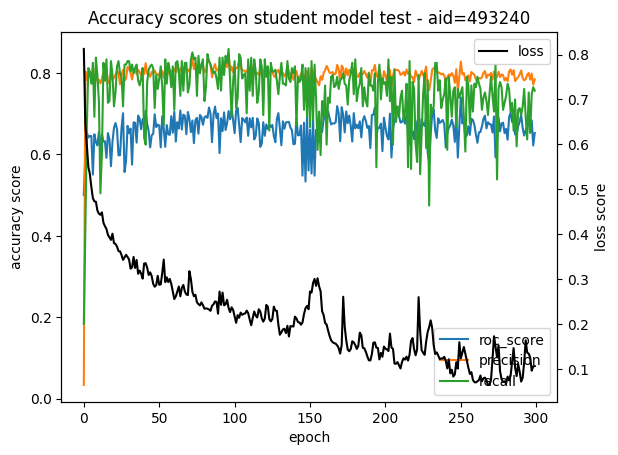 Accuracy scores on student model test - aid=493240
loss
0.8
0.6
0.4
0.2
0.0
accuracy score
0.8
0.7
0.6
0.5
0.4
0.3
0.2
0.1
loss score
roc_score
precision
recall
0
50
100
150
200
250
300
epoch